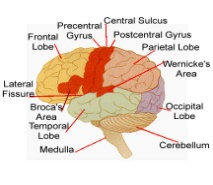 Central Sulcus
Precentral
Gyrus
Postcentral Gyrus
Frontal
Lobe
Parietal Lobe
Wernicke's
Area
Lateral
Fissure
Broca's
Area
Temporal
Lobe
Occipital
Lobe
Medulla
Cerebellum